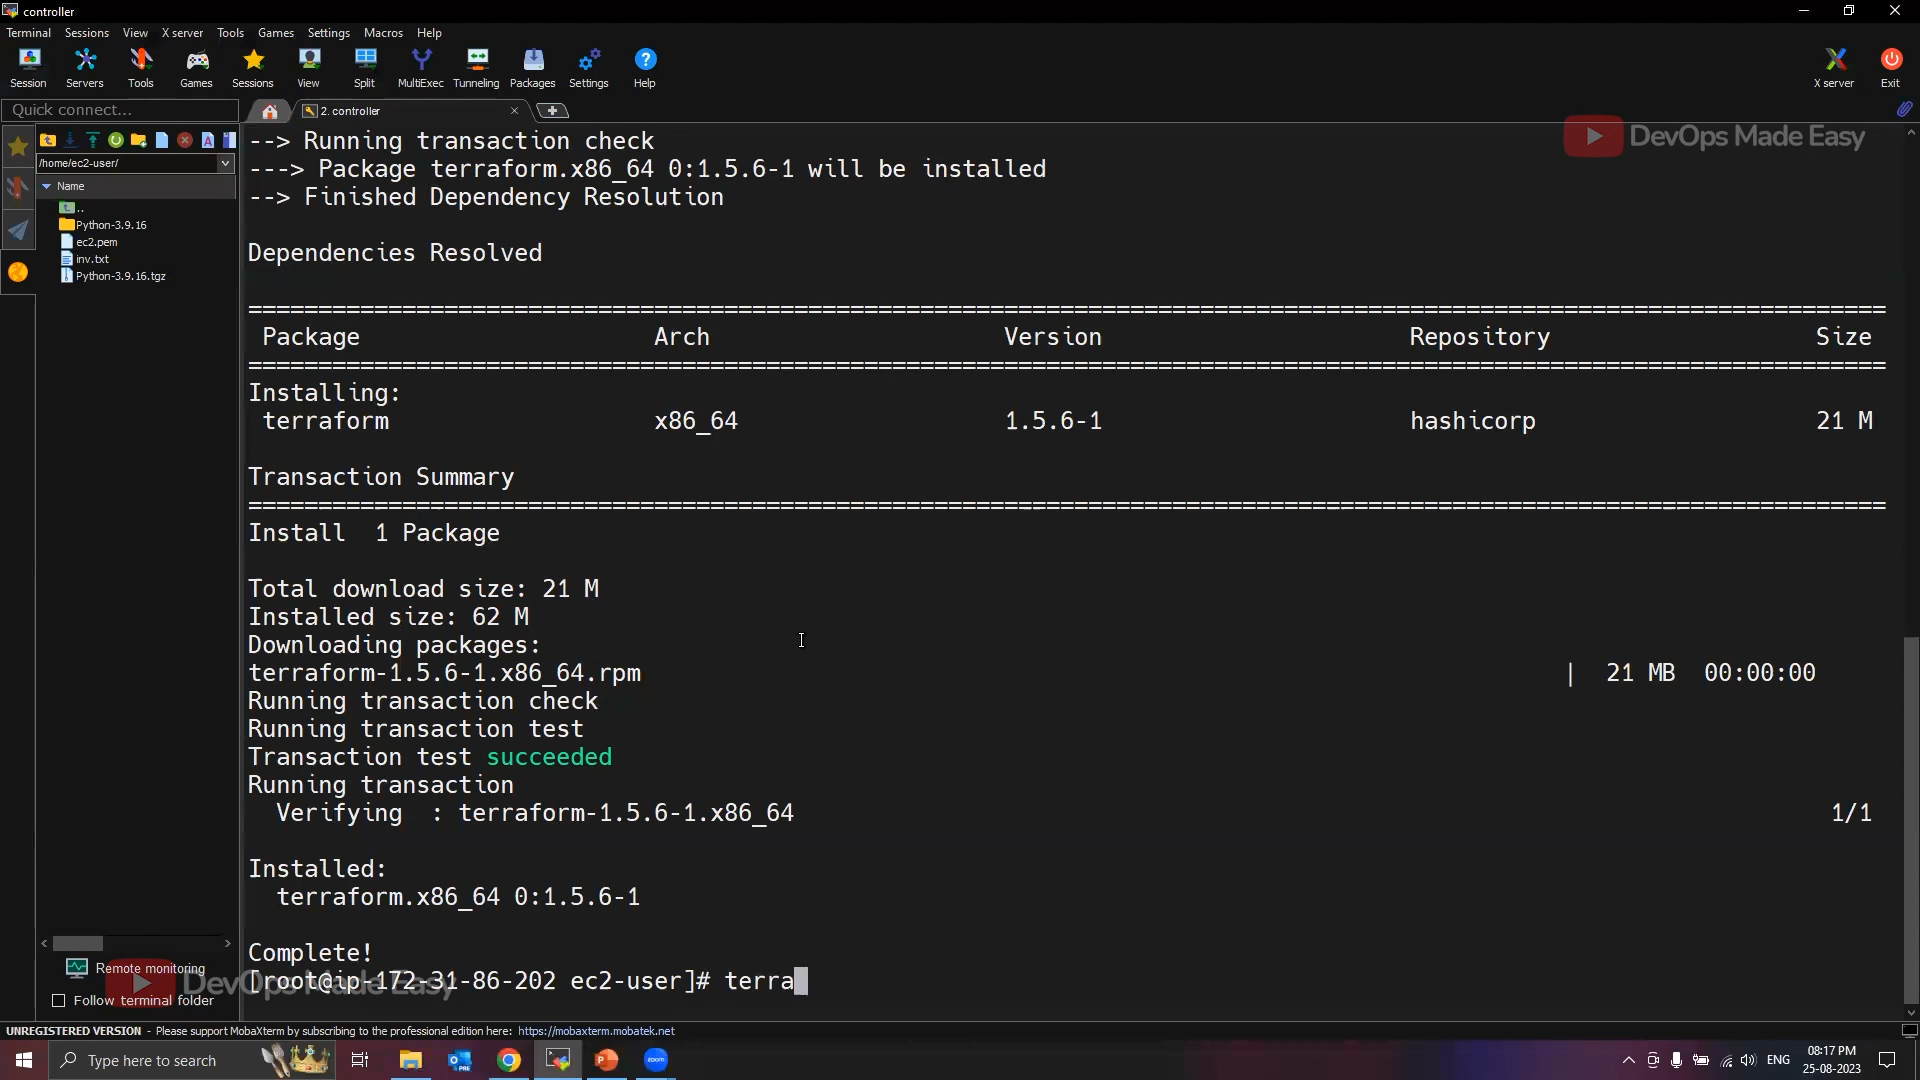 controller
Terminal Sessions View X server Tools Games Settings Macros Help
Session Servers Tools Games Sessions View Split MultiExec Tunneling Packages Settings Help X server Exit
Quick connect...
2. controller
DevOps Made Easy
/home/ec2-user/
Name
..
Python-3.9.16
ec2.pem
inv.txt
Python-3.9.16.tgz
--> Running transaction check
---> Package terraform.x86_64 0:1.5.6-1 will be installed
--> Finished Dependency Resolution
Dependencies Resolved
================================================================================
Package Arch Version Repository Size
================================================================================
Installing:
terraform x86_64 1.5.6-1 hashicorp 21 M
Transaction Summary
================================================================================
Install 1 Package
Total download size: 21 M
Installed size: 62 M
Downloading packages:
terraform-1.5.6-1.x86_64.rpm | 21 MB 00:00:00
Running transaction check
Running transaction test
Transaction test succeeded
Running transaction
Verifying : terraform-1.5.6-1.x86_64 1/1
Installed:
terraform.x86_64 0:1.5.6-1
Complete!
[root@ip-172-31-86-202 ec2-user]# terra
Remote monitoring
DevOps Made Easy
Follow terminal folder
UNREGISTERED VERSION - Please support MobaXterm by subscribing to the professional edition here: https://mobaxterm.mobatek.net
Type here to search
ENG
08:17 PM
25-08-2023